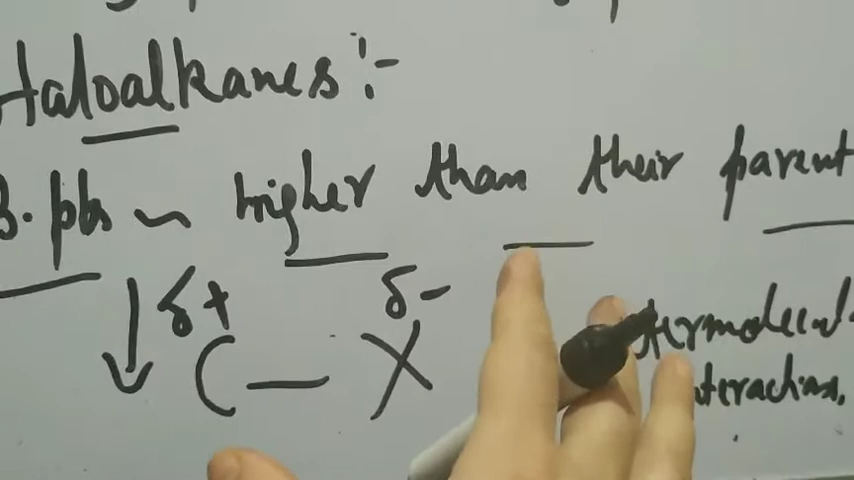 Haloalkanes :-
B. pts ~ higher than their parent
δ+ δ-
C — X